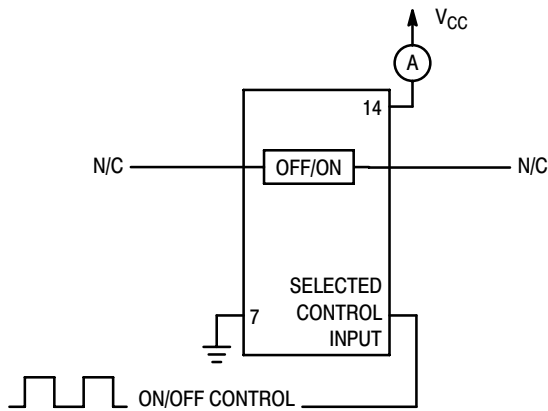 V_CC
A
14
N/C
OFF/ON
N/C
7
SELECTED
CONTROL
INPUT
ON/OFF CONTROL